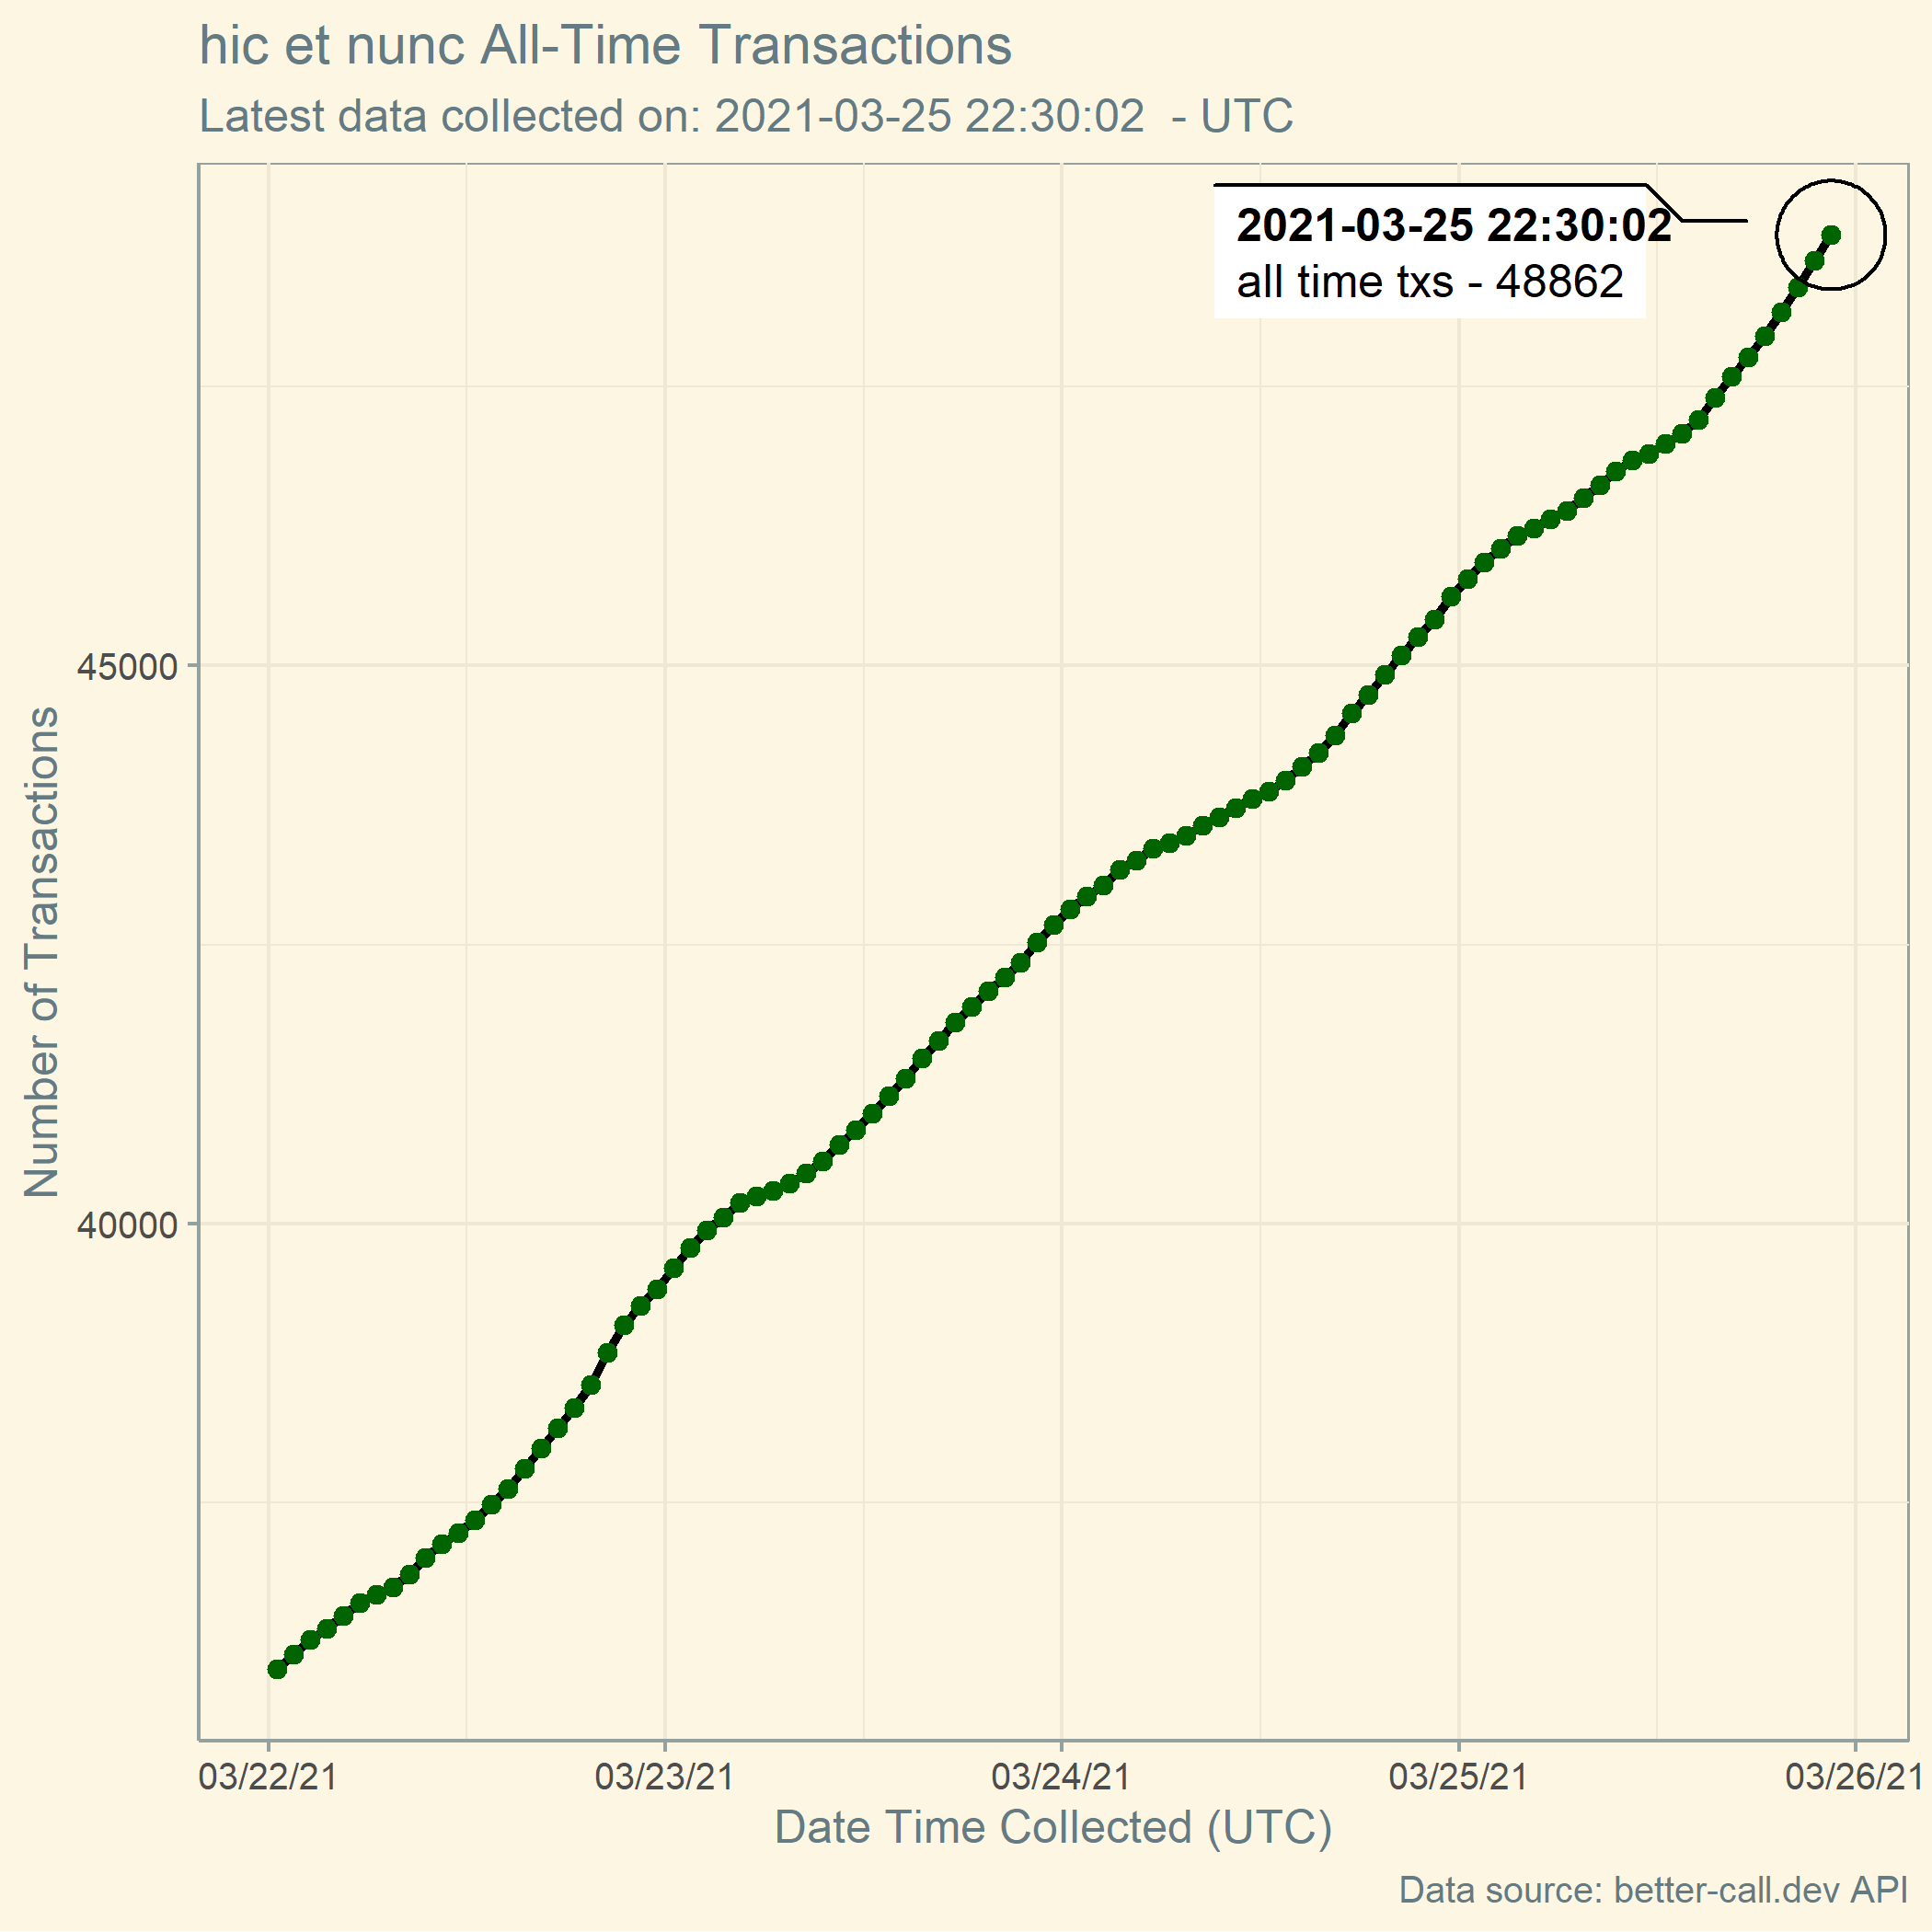 hic et nunc All-Time Transactions
Latest data collected on: 2021-03-25 22:30:02  - UTC
2021-03-25 22:30:02
all time txs - 48862
Number of Transactions
45000
40000
03/22/21
03/23/21
03/24/21
03/25/21
03/26/21
Date Time Collected (UTC)
Data source: better-call.dev API